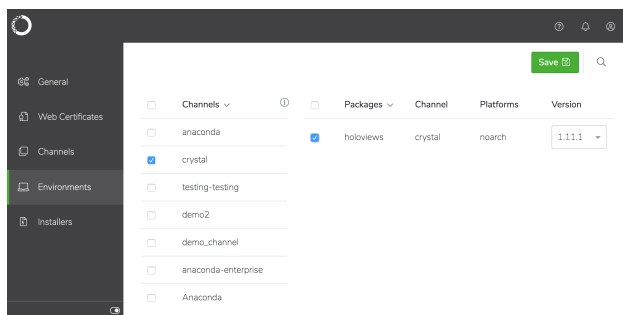 Save
General
Web Certificates
Channels
Environments
Installers
Channels
anaconda
crystal
testing-testing
demo2
demo_channel
anaconda-enterprise
Anaconda
Packages Channel Platforms Version
holoviews crystal noarch 1.11.1